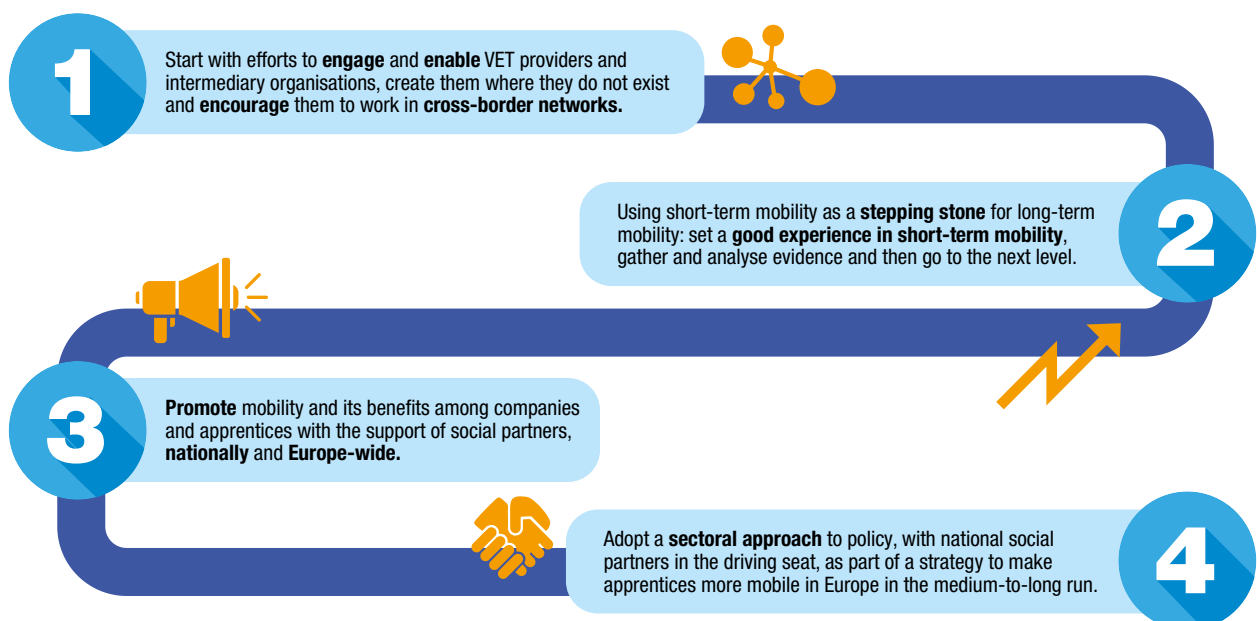 1
Start with efforts to engage and enable VET providers and
intermediary organisations, create them where they do not exist
and encourage them to work in cross-border networks.
2
Using short-term mobility as a stepping stone for long-term
mobility: set a good experience in short-term mobility,
gather and analyse evidence and then go to the next level.
3
Promote mobility and its benefits among companies
and apprentices with the support of social partners,
nationally and Europe-wide.
4
Adopt a sectoral approach to policy, with national social
partners in the driving seat, as part of a strategy to make
apprentices more mobile in Europe in the medium-to-long run.